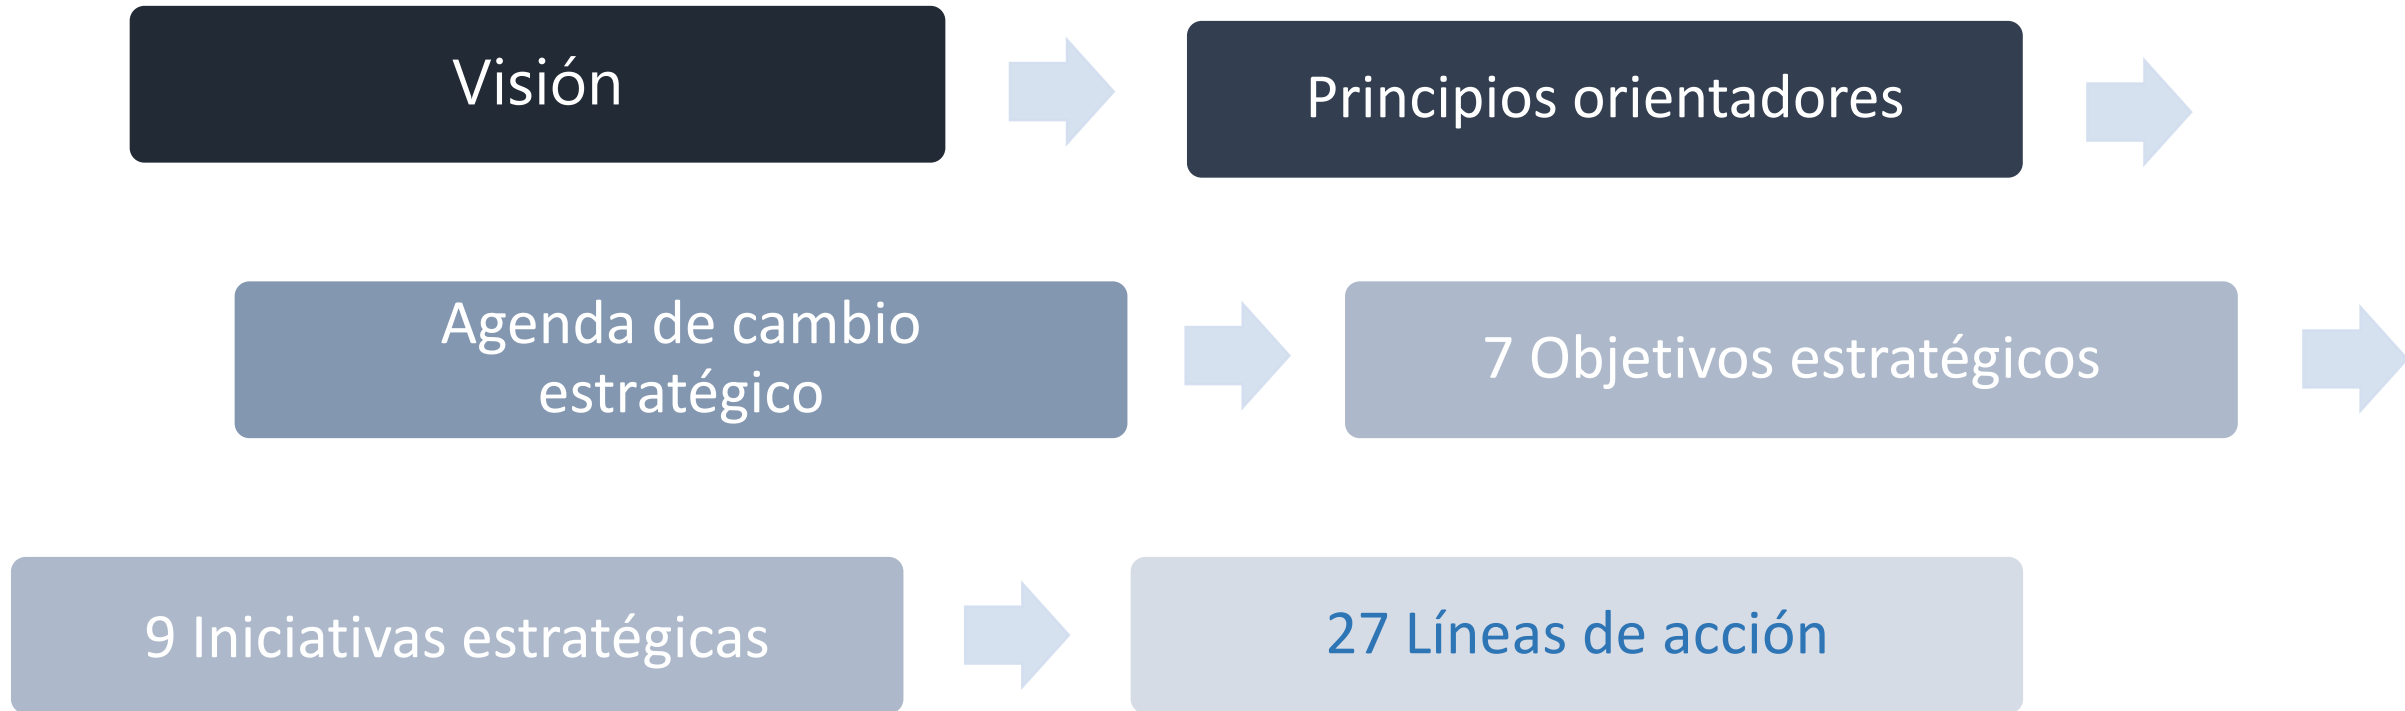 Visión
Principios orientadores
Agenda de cambio
estratégico
7 Objetivos estratégicos
9 Iniciativas estratégicas
27 Líneas de acción